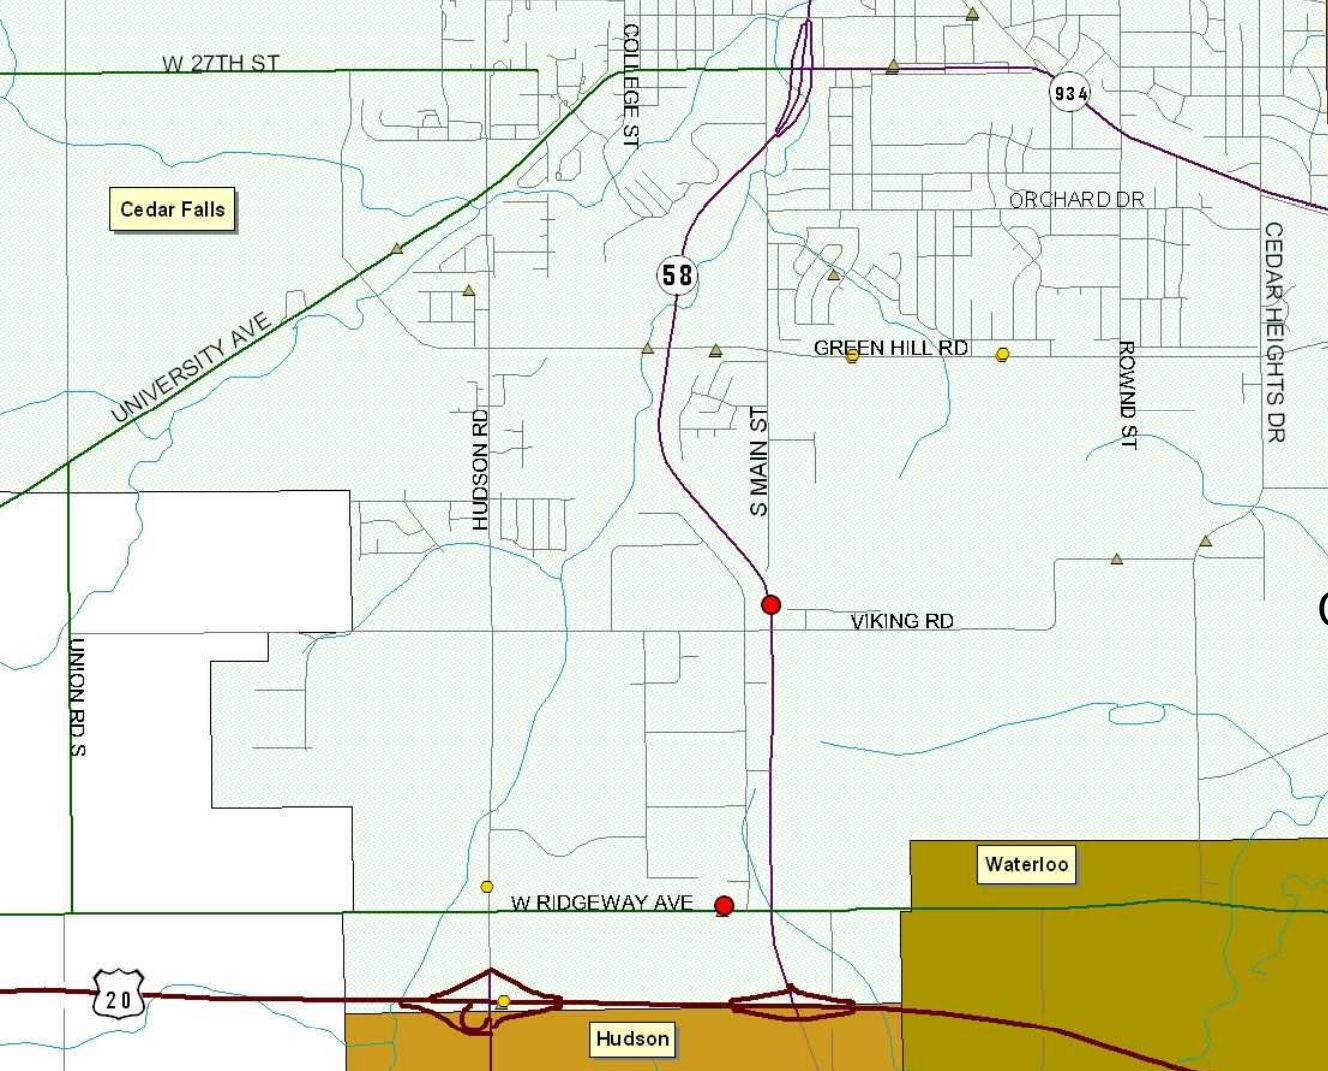 W 27TH ST
COLLEGE ST
934
Cedar Falls
ORCHARD DR
58
CEDAR HEIGHTS DR
UNIVERSITY AVE
GREEN HILL RD
ROWND ST
HUDSON RD
S MAIN ST
VIKING RD
UNION RD S
Waterloo
W RIDGEWAY AVE
20
Hudson